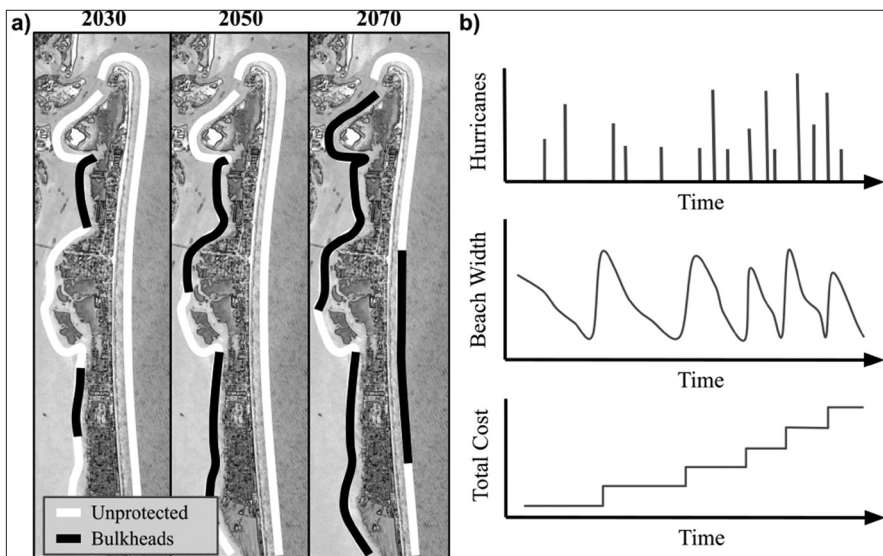 a)
2030
2050
2070
Unprotected
Bulkheads
b)
Hurricanes
Time
Beach Width
Time
Total Cost
Time